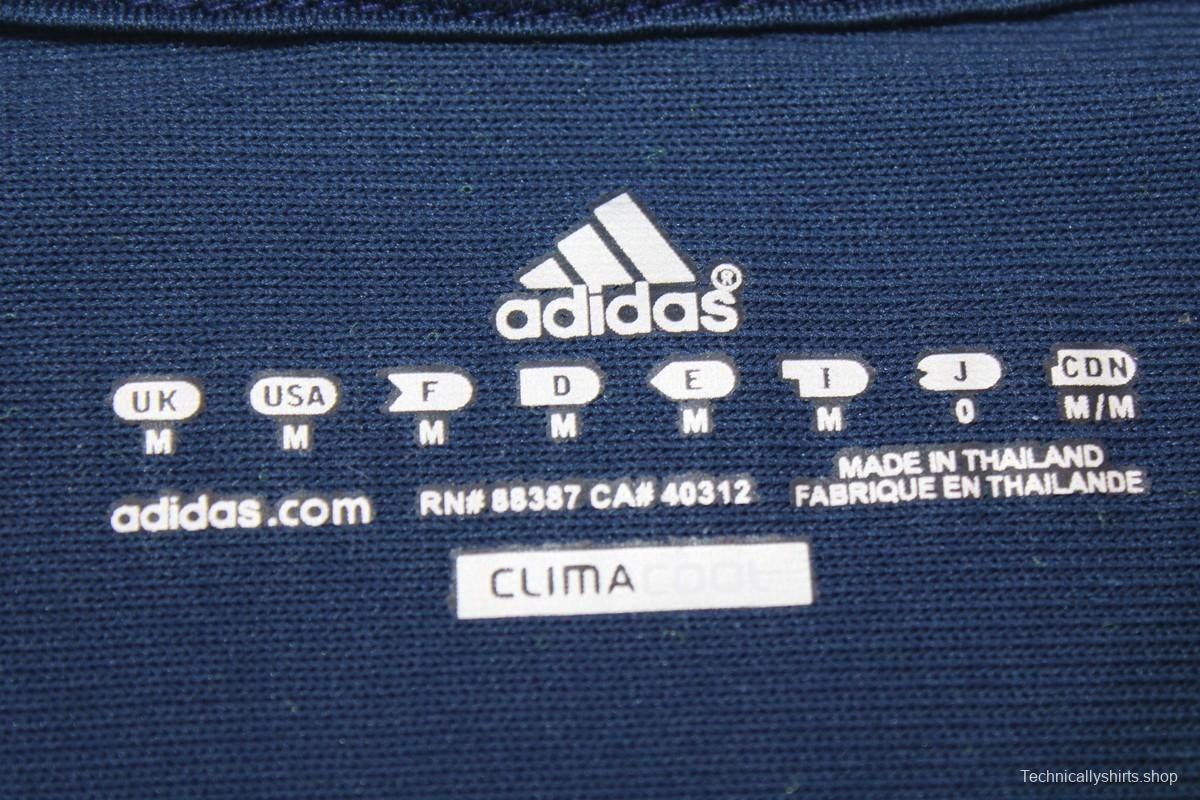 adidas®
UK USA F D E I J CDN
M M M M M M O M/M
adidas.com RN# 88387 CA# 40312 MADE IN THAILAND
FABRIQUE EN THAILANDE
CLIMACOOL
Technicallyshirts.shop